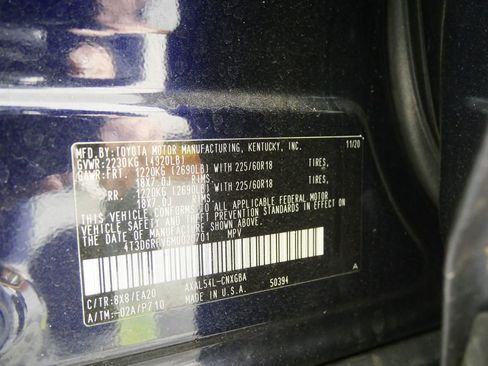 MFD. BY: TOYOTA MOTOR MANUFACTURING, KENTUCKY, INC. 11/20
GVWR: 2230KG (4920LB)
GAWR: FRT. 1220KG (2690LB) WITH 225/60R18 TIRES,
18X7.0J
RR. 1220KG (2690LB) WITH 225/60R18 TIRES,
18X7.0J
THIS VEHICLE CONFORMS TO ALL APPLICABLE FEDERAL MOTOR
VEHICLE SAFETY AND THEFT PREVENTION STANDARDS IN EFFECT ON
THE DATE OF MANUFACTURE SHOWN ABOVE.
MPV
C/TR: 8X8/EA20 AXAL54L-CNXGBA
A/TM: -02A/P710 MADE IN U.S.A. 50394